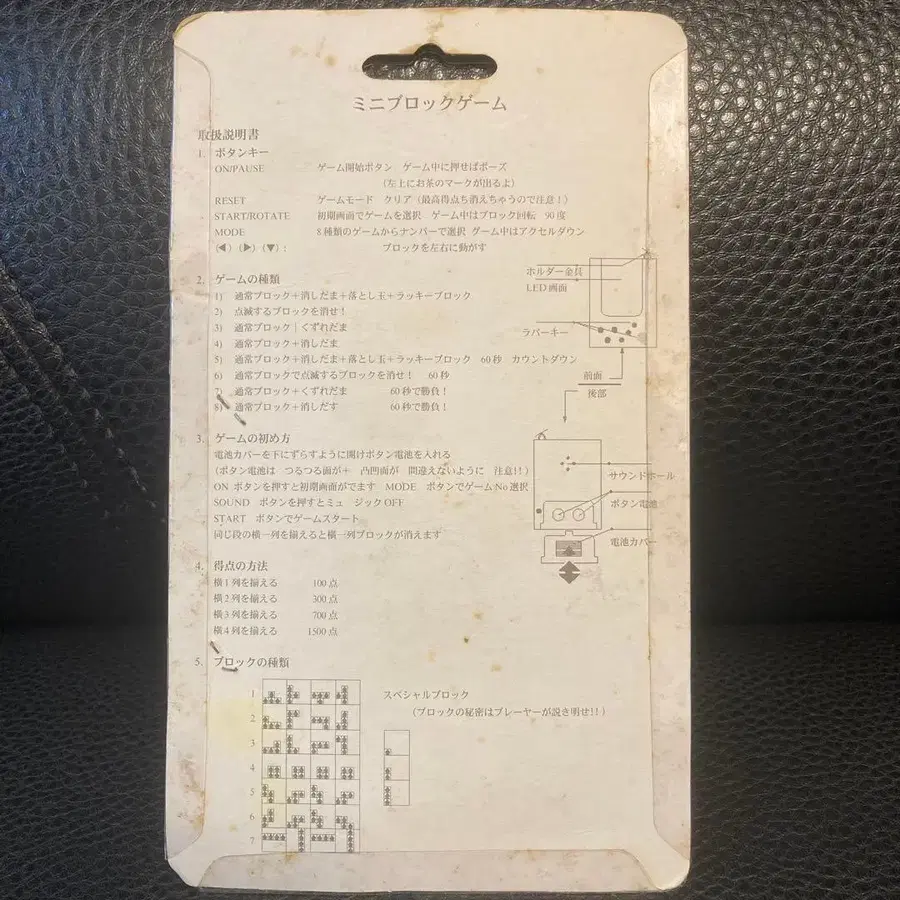 ミニブロックゲーム
取扱説明書
1. ボタンキー
ON/PAUSE ゲーム開始ボタン ゲーム中に押せばポーズ
(左上にお茶のマークが出るよ)
RESET ゲームモード クリア (最高得点ち消えちゃうので注意!)
START/ROTATE 初期画面でゲームを選択 ゲーム中はブロック回転 90度
MODE 8種類のゲームからナンバーで選択 ゲーム中はアクセルダウン
(◀) (▶) (▼) : ブロックを左右に動がす
2. ゲームの種類
1) 通常ブロック+消しだま+落とし玉+ラッキーブロック
2) 点滅するブロックを消せ!
3) 通常ブロック|くずれだま
4) 通常ブロック+消しだま
5) 通常ブロック+消しだま+落とし玉+ラッキーブロック 60秒 カウントダウン
6) 通常ブロックで点滅するブロックを消せ! 60秒
7) 通常ブロック+くずれだま 60秒で勝負!
8) 通常ブロック+消しだす 60秒で勝負!
ホルダー金具
LED画面
ラバーキー
前面
後部
3. ゲームの初め方
電池カバーを下にずらすように開けボタン電池を入れる
(ボタン電池は つるつる面が+ 凸凹面が 間違えないように 注意!!)
ON ボタンを押すと初期画面がでます MODE ボタンでゲームNo選択
SOUND ボタンを押すとミュージックOFF
START ボタンでゲームスタート
同じ段の横一列を揃えると横一列ブロックが消えます
サウンドホール
ボタン電池
電池カバー
4. 得点の方法
横1列を揃える 100点
横2列を揃える 300点
横3列を揃える 700点
横4列を揃える 1500点
5. ブロックの種類
1
2
3
4
5
6
7
スペシャルブロック
(ブロックの秘密はプレーヤーが説き明せ!!)